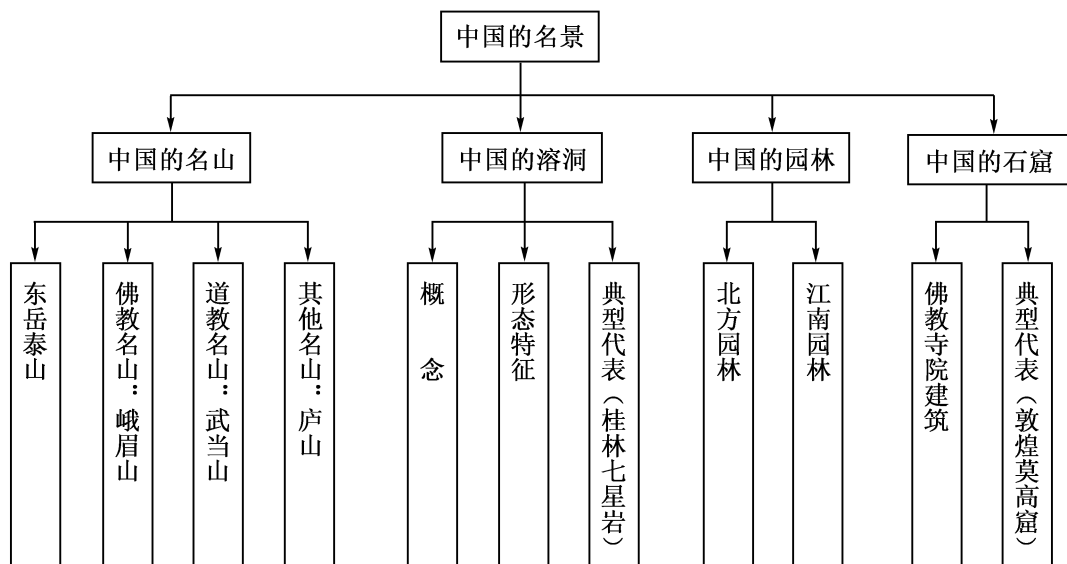 中国的名景
中国的名山
中国的溶洞
中国的园林
中国的石窟
东岳泰山
佛教名山：峨眉山
道教名山：武当山
其他名山：庐山
概念
形态特征
典型代表（桂林七星岩）
北方园林
江南园林
佛教寺院建筑
典型代表（敦煌莫高窟）